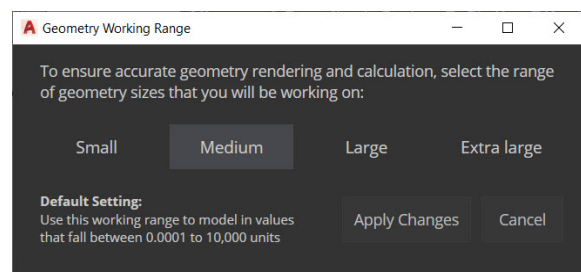 Geometry Working Range
To ensure accurate geometry rendering and calculation, select the range
of geometry sizes that you will be working on:
Small Medium Large Extra large
Default Setting:
Use this working range to model in values
that fall between 0.0001 to 10,000 units
Apply Changes Cancel